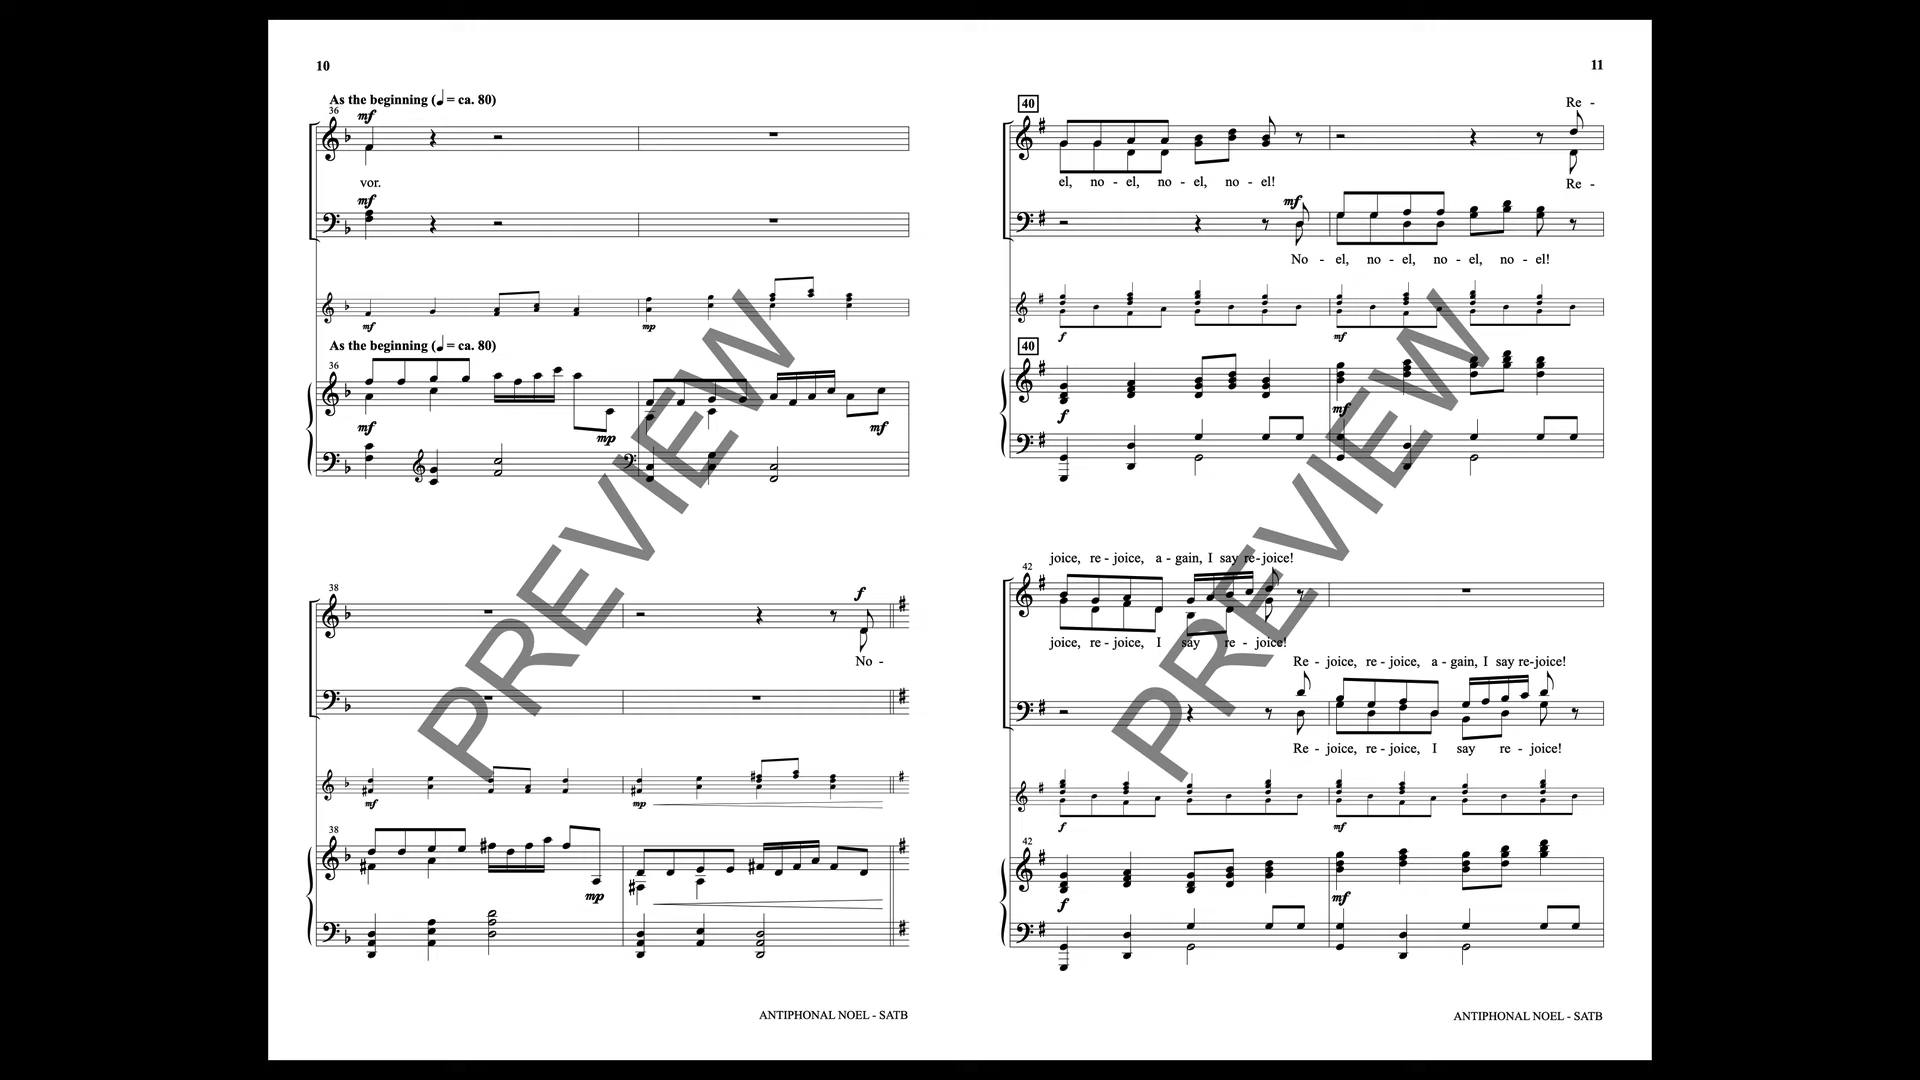 10
As the beginning (♩ = ca. 80)
36
mf
vor.
mf
mf
mp
As the beginning (♩ = ca. 80)
36
mf
mp
mf
38
f
No -
mf
mp
38
mp
PREVIEW
ANTIPHONAL NOEL - SATB
11
40
Re -
el, no - el, no - el, no - el!
Re -
mf
No - el, no - el, no - el, no - el!
f
mf
40
f
mf
joice, re - joice, a - gain, I say re - joice!
42
joice, re - joice, I say re - joice!
Re - joice, re - joice, a - gain, I say re - joice!
Re - joice, re - joice, I say re - joice!
f
mf
42
f
mf
PREVIEW
ANTIPHONAL NOEL - SATB